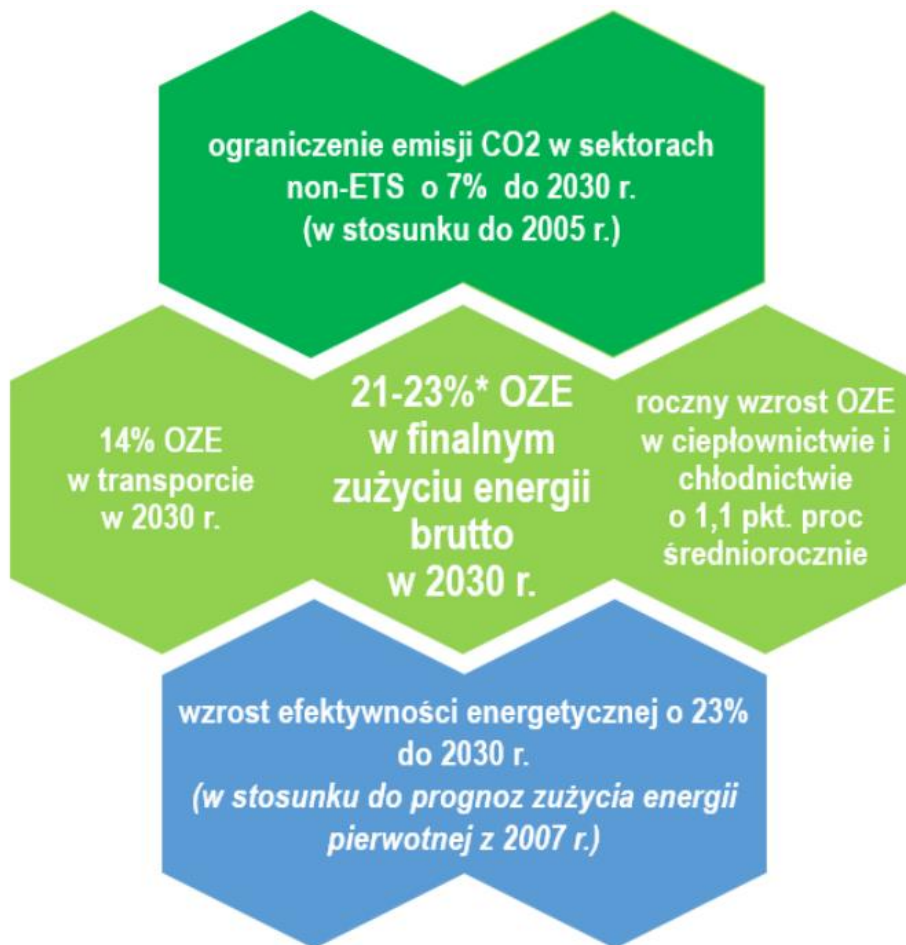 ograniczenie emisji CO2 w sektorach
non-ETS o 7% do 2030 r.
(w stosunku do 2005 r.)
14% OZE
w transporcie
w 2030 r.
21-23%* OZE
w finalnym
zużyciu energii
brutto
w 2030 r.
roczny wzrost OZE
w ciepłownictwie i
chłodnictwie
o 1,1 pkt. proc
średniorocznie
wzrost efektywności energetycznej o 23%
do 2030 r.
(w stosunku do prognoz zużycia energii
pierwotnej z 2007 r.)